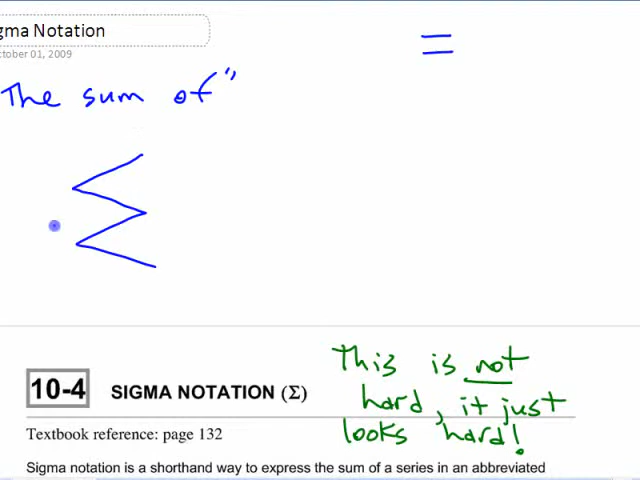 gma Notation
ctober 01, 2009
=
The sum of"
Σ
This is not
hard, it just
looks hard!
10-4 SIGMA NOTATION (Σ)
Textbook reference: page 132
Sigma notation is a shorthand way to express the sum of a series in an abbreviated